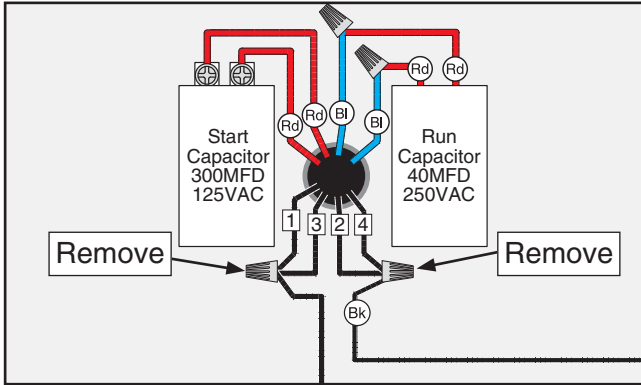 Rd
Rd
Start
Capacitor
300MFD
125VAC
Rd
Rd
Bl
Bl
Run
Capacitor
40MFD
250VAC
1
3
2
4
Remove
Remove
Bk